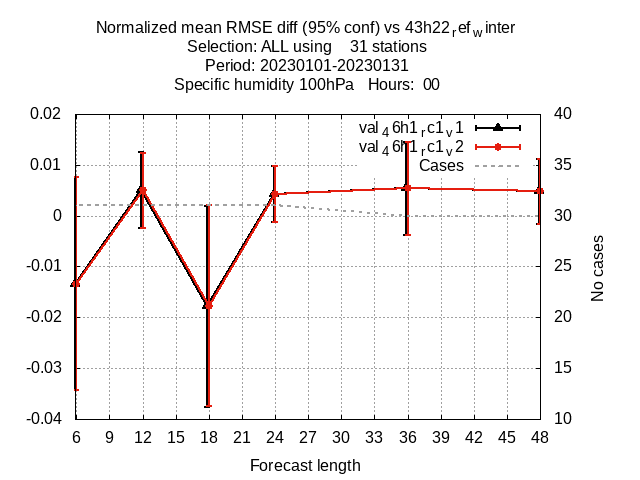 Normalized mean RMSE diff (95% conf) vs 43h22refwinter
Selection: ALL using    31 stations
Period: 20230101-20230131
Specific humidity 100hPa   Hours:  00
val46h1rc1v1
val46h1rc1v2
Cases
0.02
0.01
0
-0.01
-0.02
-0.03
-0.04
40
35
30
25
20
15
10
No cases
6 9 12 15 18 21 24 27 30 33 36 39 42 45 48
Forecast length